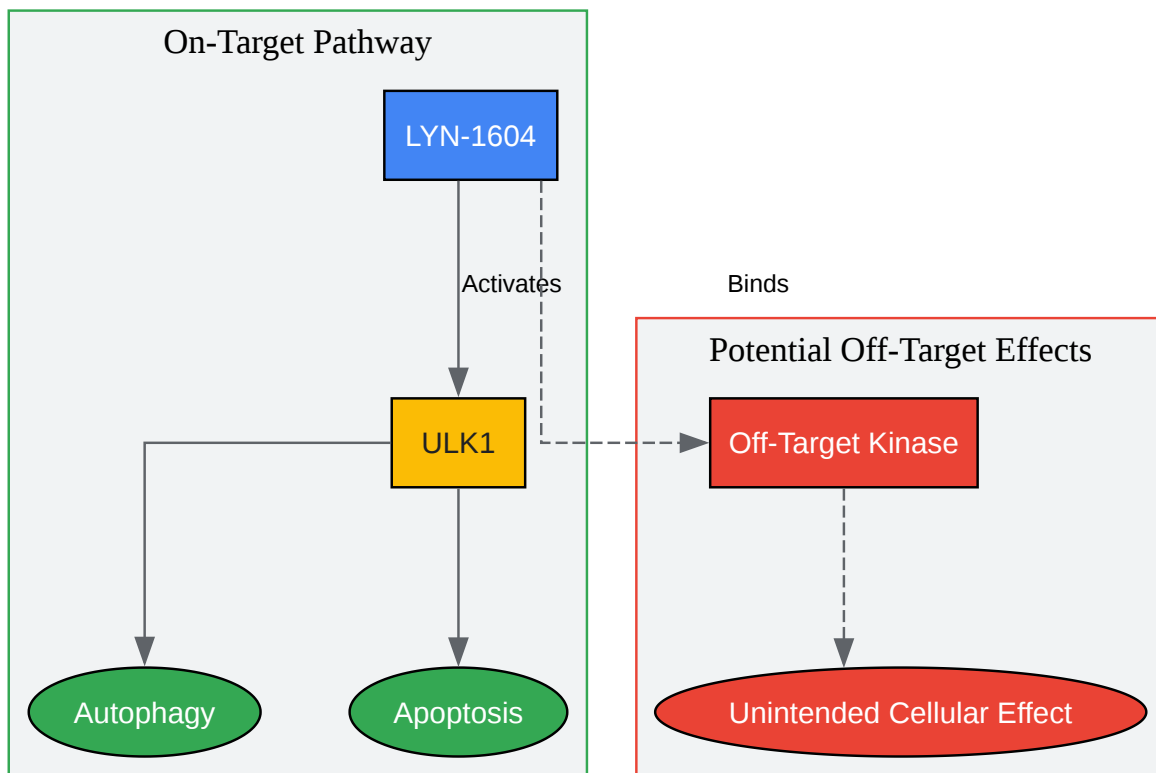 On-Target Pathway
LYN-1604
Activates
Binds
Potential Off-Target Effects
ULK1
Off-Target Kinase
Autophagy
Apoptosis
Unintended Cellular Effect